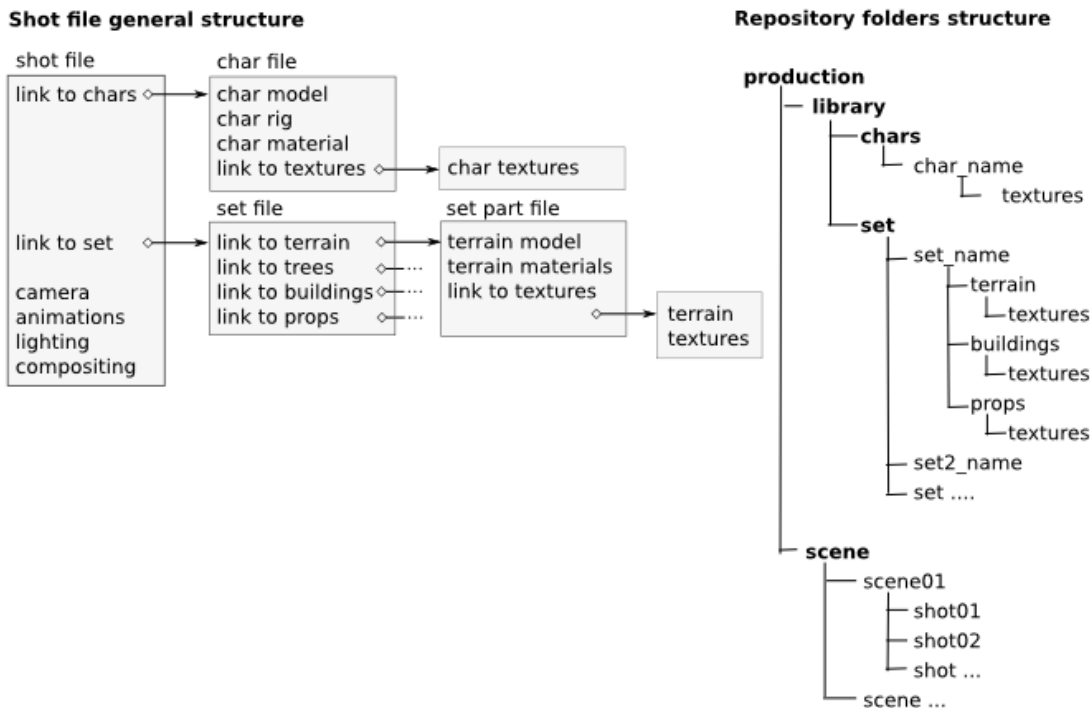 Shot file general structure
shot file
link to chars
link to set
camera
animations
lighting
compositing
char file
char model
char rig
char material
link to textures
char textures
set file
link to terrain
link to trees
link to buildings
link to props
...
...
...
set part file
terrain model
terrain materials
link to textures
terrain
textures
Repository folders structure
production
library
chars
char_name
textures
set
set_name
terrain
textures
buildings
textures
props
textures
set2_name
set ....
scene
scene01
shot01
shot02
shot ...
scene ...